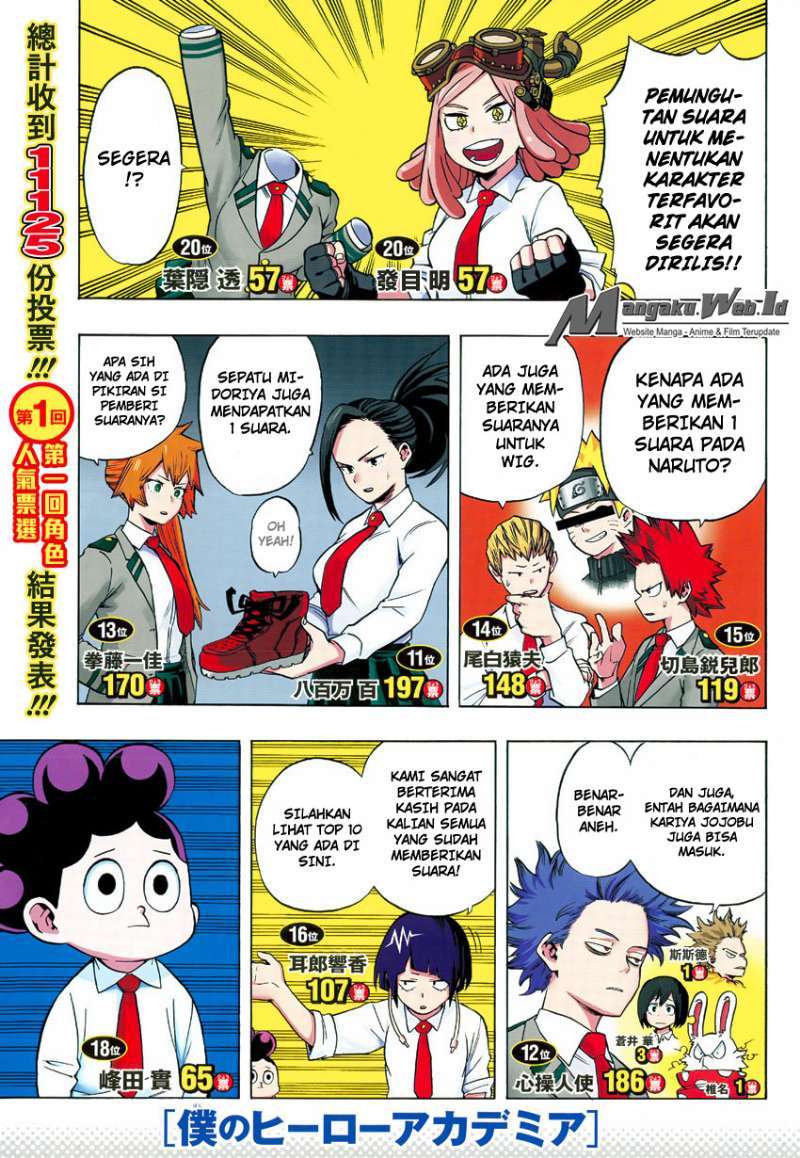 總計收到11125份投票!!!
第1回
第一回角色
人氣票選
結果發表!!!
PEMUNGU-
TAN SUARA
UNTUK ME-
NENTUKAN
KARAKTER
TERFAVO-
RIT AKAN
SEGERA
DIRILIS!!
SEGERA
!?
20位
發目 明 57票
20位
葉隠 透 57票
Mangaku.Web.Id
Website Manga - Anime & Film Terupdate
KENAPA ADA
YANG MEM-
BERIKAN 1
SUARA PADA
NARUTO?
ADA JUGA
YANG MEM-
BERIKAN
SUARANYA
UNTUK
WIG.
15位
切島鋭兒郎
119票
14位
尾白猿夫
148票
SEPATU MI-
DORIYA JUGA
MENDAPATKAN
1 SUARA.
APA SIH
YANG ADA DI
PIKIRAN SI
PEMBERI
SUARANYA?
OH
YEAH!
11位
八百万 百 197票
13位
拳藤一佳
170票
DAN JUGA,
ENTAH BAGAIMANA
KARIYA JOJOBU
JUGA BISA
MASUK.
BENAR-
BENAR
ANEH.
斯斯德
1票
蒼井 華
3票
椎名 1票
12位
心操人使 186票
KAMI SANGAT
BERTERIMA
KASIH PADA
KALIAN SEMUA
YANG SUDAH
MEMBERIKAN
SUARA!
SILAHKAN
LIHAT TOP 10
YANG ADA DI
SINI.
16位
耳郎響香
107票
18位
峰田 實 65票
[僕のヒーローアカデミア]